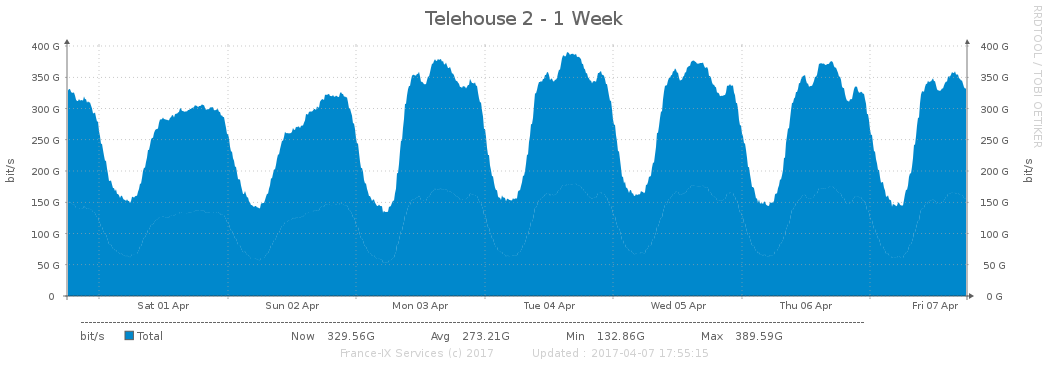 Telehouse 2 - 1 Week
RRDTOOL / TOBI OETIKER
400 G 400 G
350 G 350 G
300 G 300 G
250 G 250 G
200 G 200 G
150 G 150 G
100 G 100 G
50 G 50 G
0 0 G
bit/s
bit/s
Sat 01 Apr Sun 02 Apr Mon 03 Apr Tue 04 Apr Wed 05 Apr Thu 06 Apr Fri 07 Apr
bit/s Total Now 329.56G Avg 273.21G Min 132.86G Max 389.59G
France-IX Services (c) 2017 Updated : 2017-04-07 17:55:15